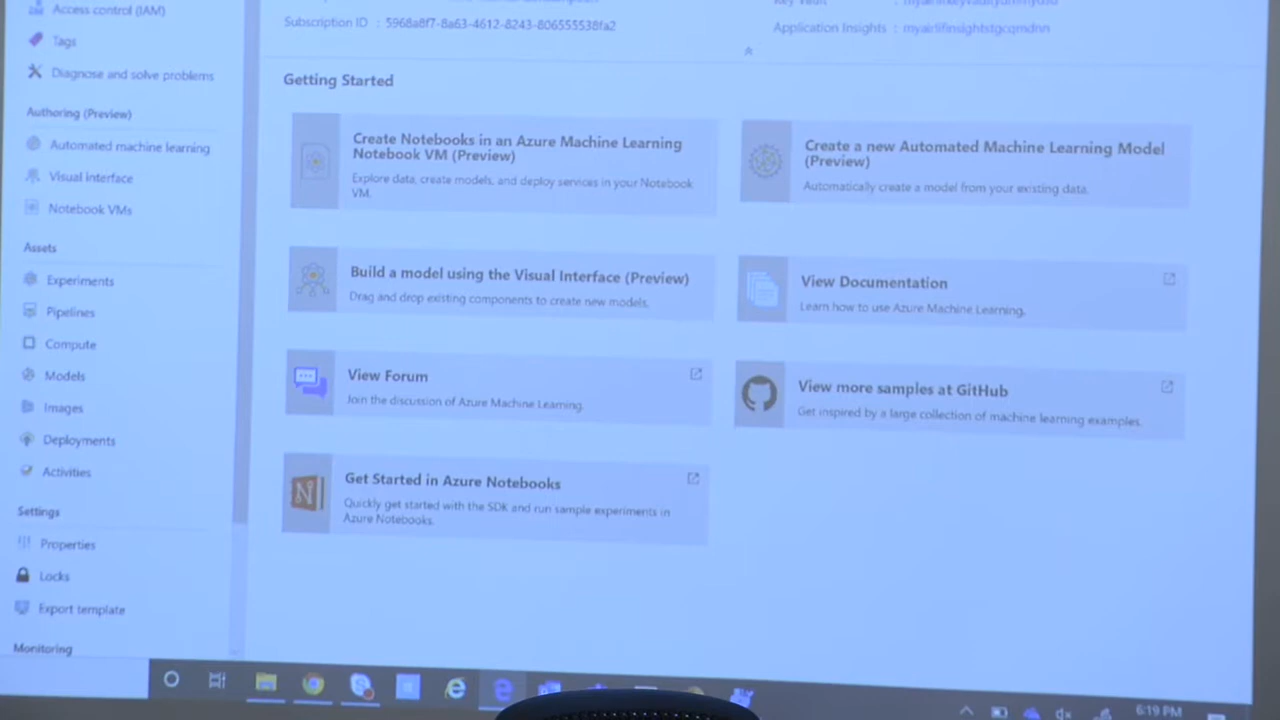 Access control (IAM)
Tags
Diagnose and solve problems
Authoring (Preview)
Automated machine learning
Visual interface
Notebook VMs
Assets
Experiments
Pipelines
Compute
Models
Images
Deployments
Activities
Settings
Properties
Locks
Export template
Monitoring
Subscription ID : 5968a8f7-8a63-4612-8243-806555538fa2
Key Vault :
Application Insights :
Getting Started
Create Notebooks in an Azure Machine Learning
Notebook VM (Preview)
Explore data, create models, and deploy services in your Notebook
VM.
Create a new Automated Machine Learning Model
(Preview)
Automatically create a model from your existing data.
Build a model using the Visual Interface (Preview)
Drag and drop existing components to create new models.
View Documentation
Learn how to use Azure Machine Learning.
View Forum
Join the discussion of Azure Machine Learning.
View more samples at GitHub
Get inspired by a large collection of machine learning examples.
Get Started in Azure Notebooks
Quickly get started with the SDK and run sample experiments in
Azure Notebooks.
6:19 PM